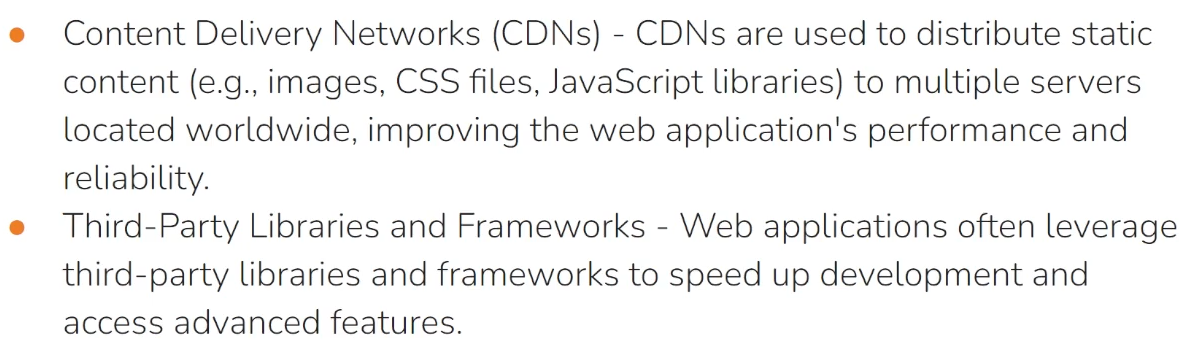 • Content Delivery Networks (CDNs) - CDNs are used to distribute static
content (e.g., images, CSS files, JavaScript libraries) to multiple servers
located worldwide, improving the web application's performance and
reliability.
• Third-Party Libraries and Frameworks - Web applications often leverage
third-party libraries and frameworks to speed up development and
access advanced features.